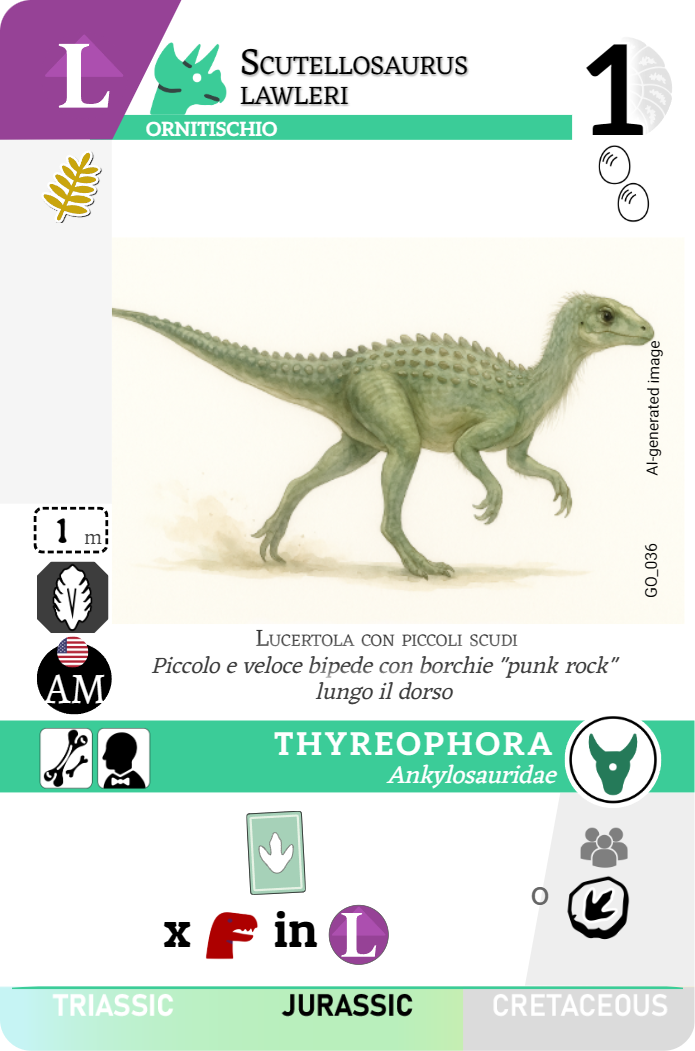 L
SCUTELLOSAURUS
LAWLERI
1
ORNITISCHIO
AI-generated image
GO_036
1 m
V
AM
LUCERTOLA CON PICCOLI SCUDI
Piccolo e veloce bipede con borchie "punk rock"
lungo il dorso
THYREOPHORA
Ankylosauridae
O
x in L
TRIASSIC JURASSIC CRETACEOUS